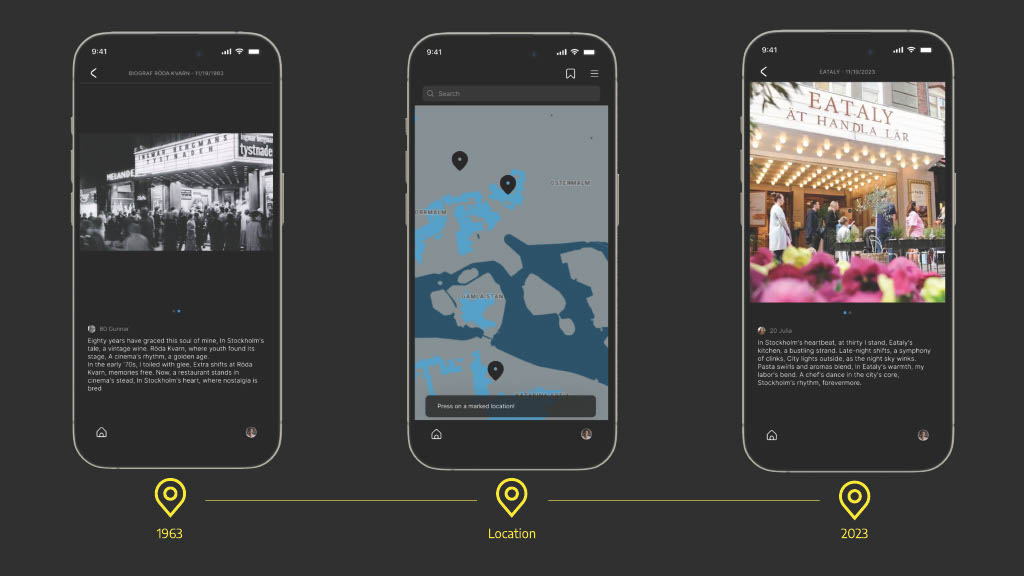 9:41
BIOGRAF RÖDA KVARN - 11/19/1963
INGMAR BERGMANS
TYSTNADEN
Ingmar Bergman
tystnade
MELANDE
80 Gunnar
Eighty years have graced this soul of mine, In Stockholm's
tale, a vintage wine. Röda Kvarn, where youth found its
stage, A cinema's rhythm, a golden age.
In the early '70s, I toiled with glee, Extra shifts at Röda
Kvarn, memories free. Now, a restaurant stands in
cinema's stead, In Stockholm's heart, where nostalgia is
bred
1963
9:41
Search
ÖSTERMALM
ORRMALM
GAMLA STAN
Press on a marked location!
Location
9:41
EATALY - 11/19/2023
EATALY
ÄT HANDLA LÄR
20 Julia
In Stockholm's heartbeat, at thirty I stand, Eataly's
kitchen, a bustling strand. Late-night shifts, a symphony
of clinks, City lights outside, as the night sky winks.
Pasta swirls and aromas blend, In Eataly's warmth, my
labor's bend. A chef's dance in the city's core,
Stockholm's rhythm, forevermore.
2023